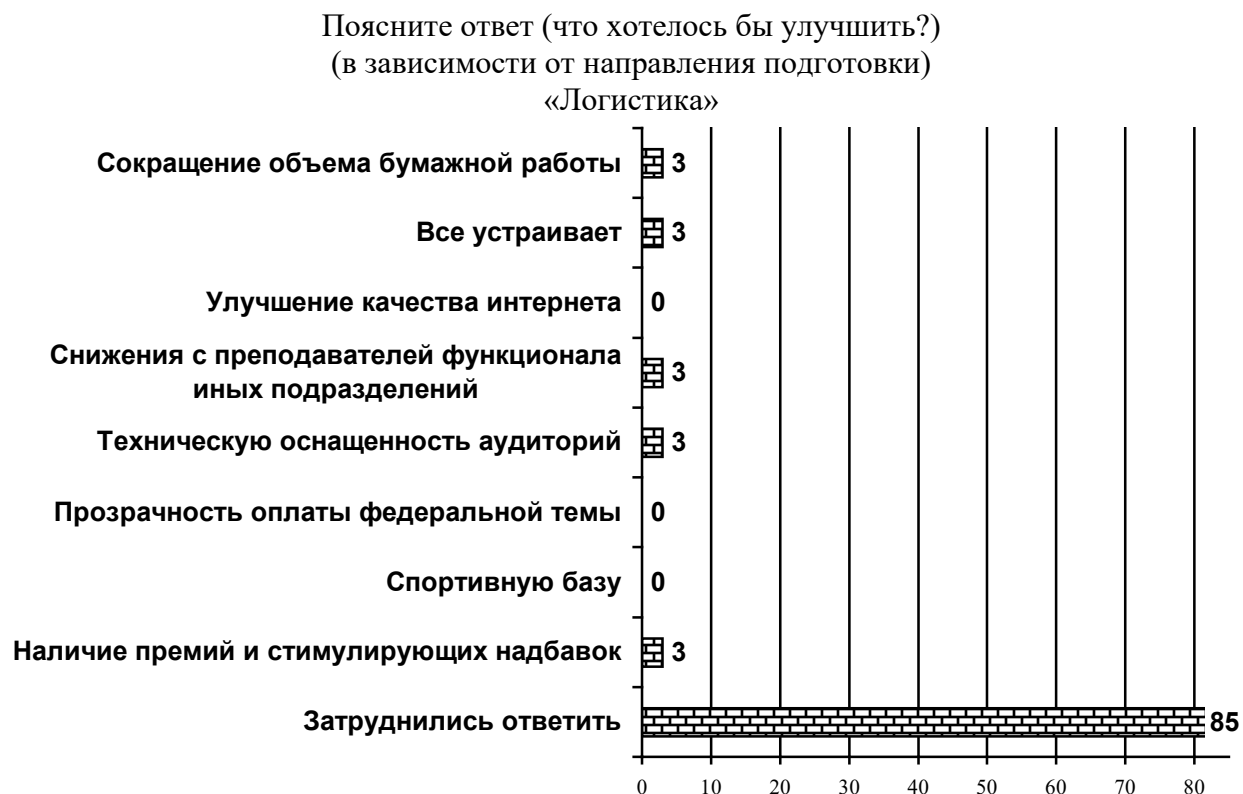 Поясните ответ (что хотелось бы улучшить?)
(в зависимости от направления подготовки)
«Логистика»
Сокращение объема бумажной работы 3
Все устраивает 3
Улучшение качества интернета 0
Снижения с преподавателей функционала
иных подразделений 3
Техническую оснащенность аудиторий 3
Прозрачность оплаты федеральной темы 0
Спортивную базу 0
Наличие премий и стимулирующих надбавок 3
Затруднились ответить 85
0 10 20 30 40 50 60 70 80